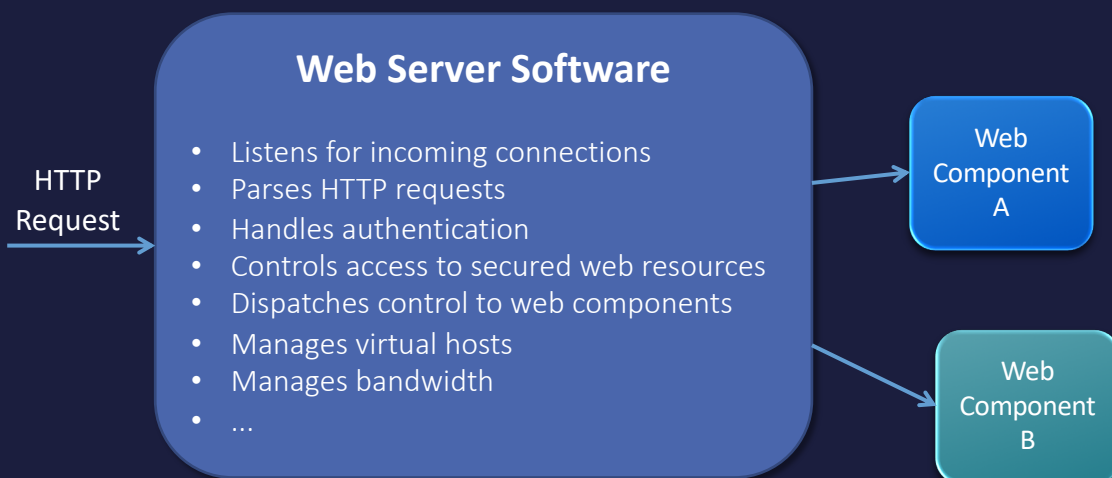 Web Server Software
HTTP
Request
• Listens for incoming connections
• Parses HTTP requests
• Handles authentication
• Controls access to secured web resources
• Dispatches control to web components
• Manages virtual hosts
• Manages bandwidth
• ...
Web
Component
A
Web
Component
B